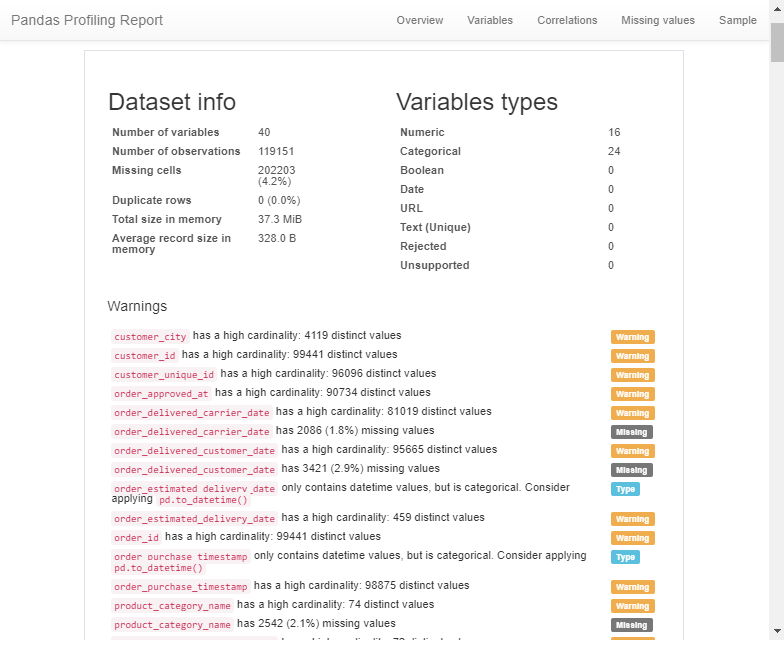 Pandas Profiling Report Overview Variables Correlations Missing values Sample
Dataset info
Number of variables 40
Number of observations 119151
Missing cells 202203
(4.2%)
Duplicate rows 0 (0.0%)
Total size in memory 37.3 MiB
Average record size in 328.0 B
memory
Variables types
Numeric 16
Categorical 24
Boolean 0
Date 0
URL 0
Text (Unique) 0
Rejected 0
Unsupported 0
Warnings
customer_city has a high cardinality: 4119 distinct values Warning
customer_id has a high cardinality: 99441 distinct values Warning
customer_unique_id has a high cardinality: 96096 distinct values Warning
order_approved_at has a high cardinality: 90734 distinct values Warning
order_delivered_carrier_date has a high cardinality: 81019 distinct values Warning
order_delivered_carrier_date has 2086 (1.8%) missing values Missing
order_delivered_customer_date has a high cardinality: 95665 distinct values Warning
order_delivered_customer_date has 3421 (2.9%) missing values Missing
order_estimated_delivery_date only contains datetime values, but is categorical. Consider Type
applying pd.to_datetime()
order_estimated_delivery_date has a high cardinality: 459 distinct values Warning
order_id has a high cardinality: 99441 distinct values Warning
order_purchase_timestamp only contains datetime values, but is categorical. Consider applying Type
pd.to_datetime()
order_purchase_timestamp has a high cardinality: 98875 distinct values Warning
product_category_name has a high cardinality: 74 distinct values Warning
product_category_name has 2542 (2.1%) missing values Missing